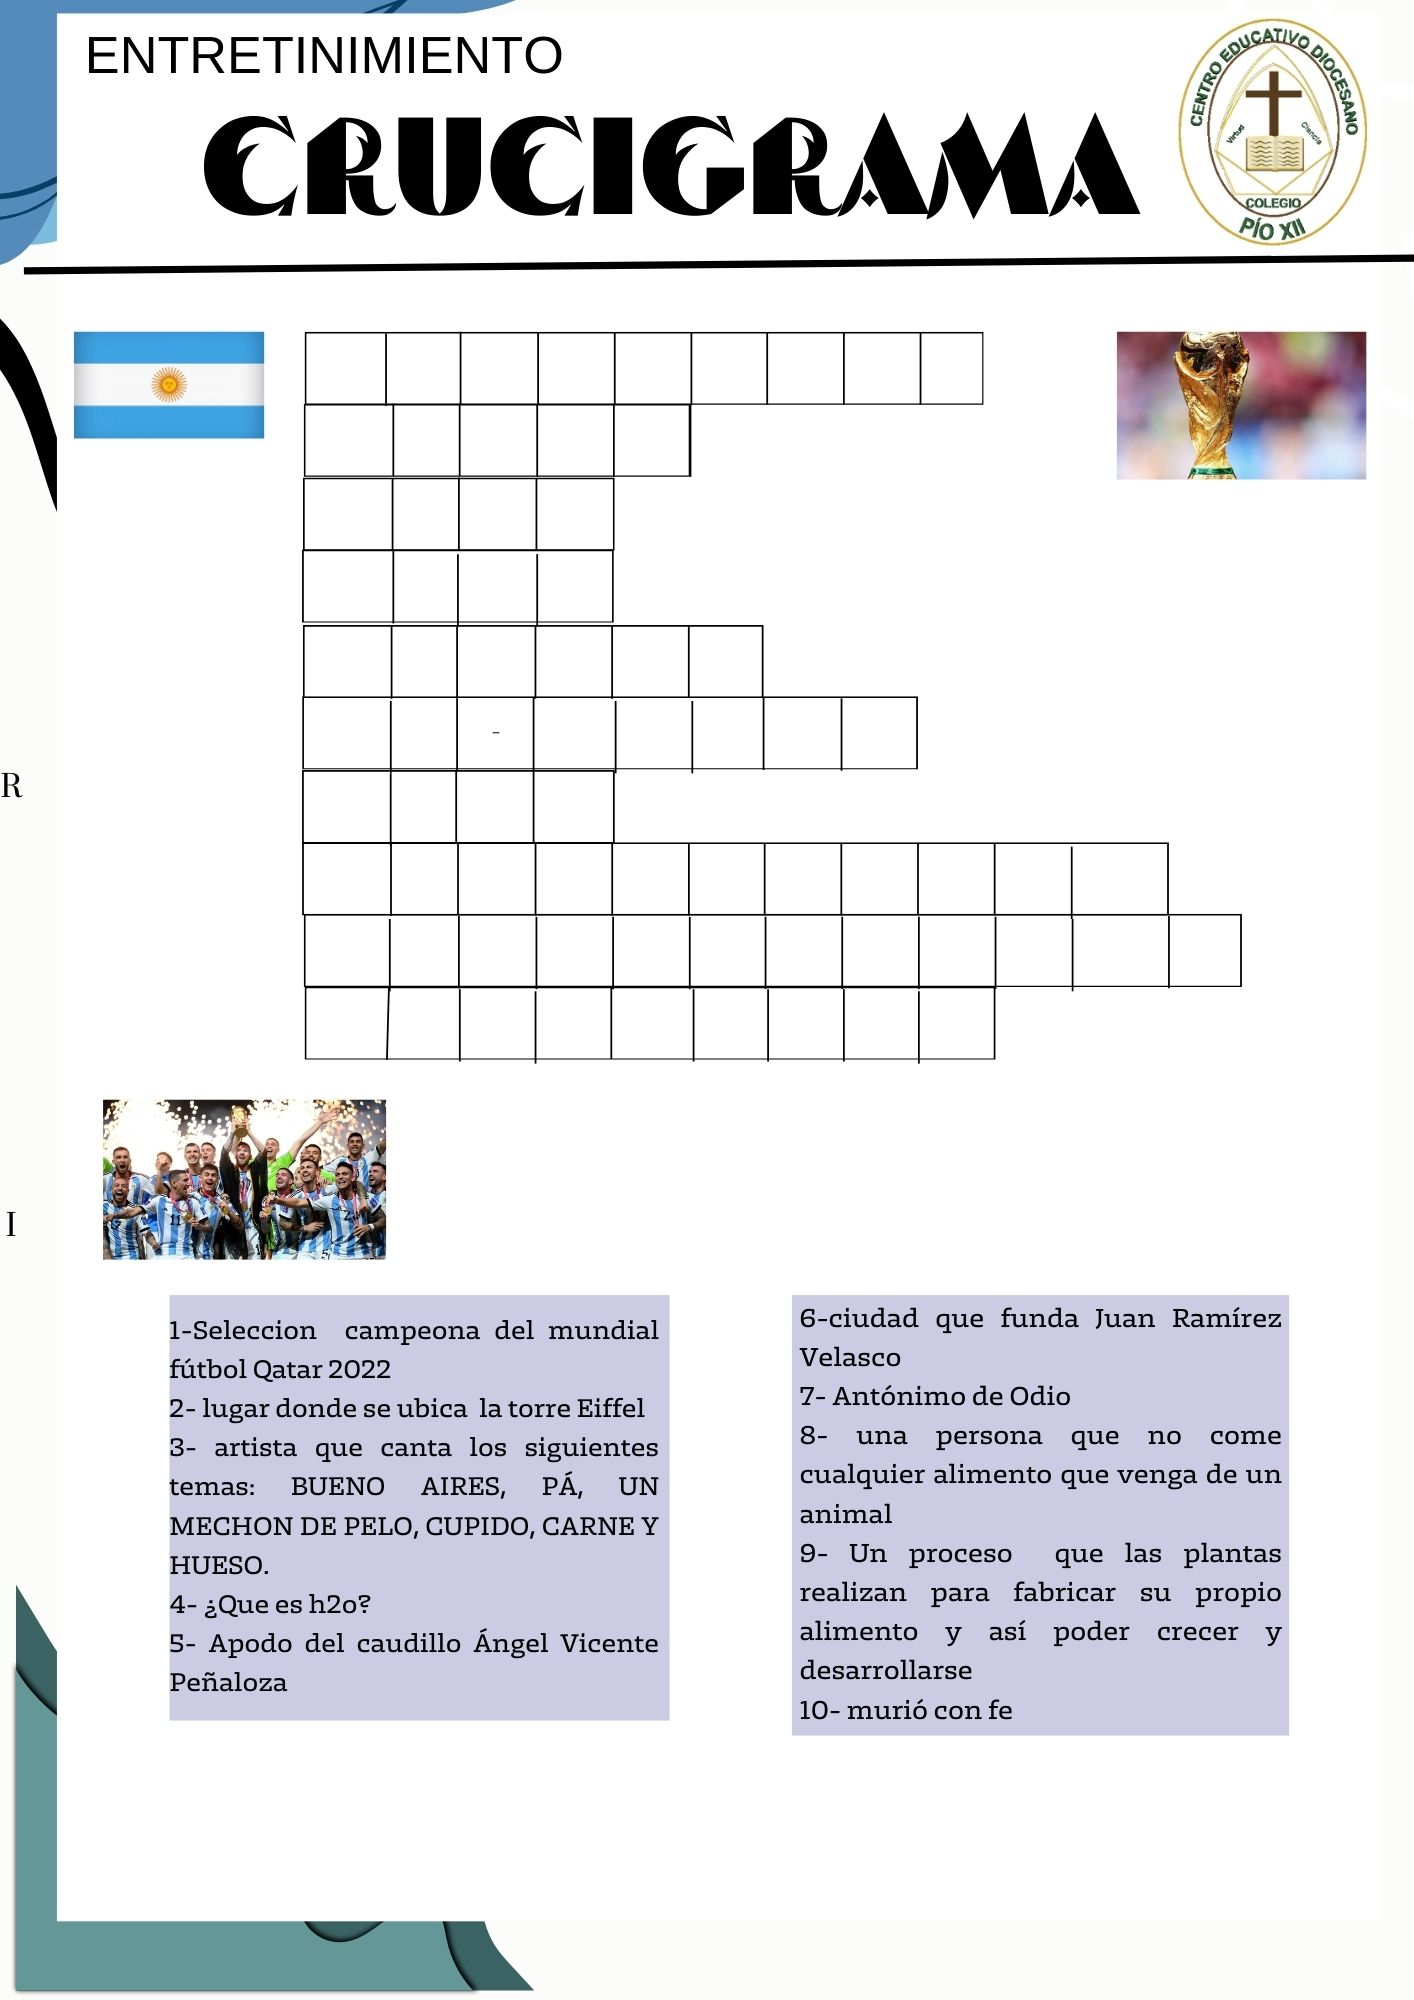 ENTRETINIMIENTO
CRUCIGRAMA
CENTRO EDUCATIVO DIOCESANO
Virtus
Ciencia
COLEGIO
PÍO XII
-
R
I
1-Seleccion campeona del mundial
fútbol Qatar 2022
2- lugar donde se ubica la torre Eiffel
3- artista que canta los siguientes
temas: BUENO AIRES, PÁ, UN
MECHON DE PELO, CUPIDO, CARNE Y
HUESO.
4- ¿Que es h2o?
5- Apodo del caudillo Ángel Vicente
Peñaloza
6-ciudad que funda Juan Ramírez
Velasco
7- Antónimo de Odio
8- una persona que no come
cualquier alimento que venga de un
animal
9- Un proceso que las plantas
realizan para fabricar su propio
alimento y así poder crecer y
desarrollarse
10- murió con fe